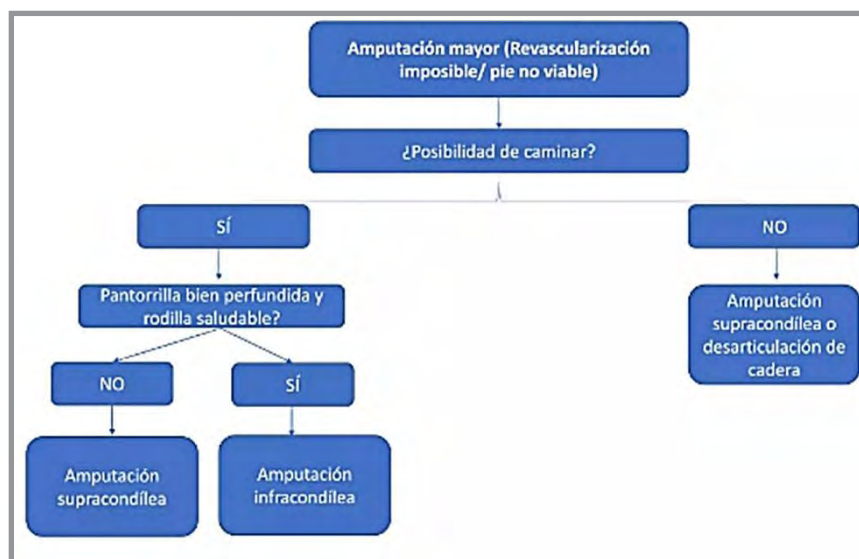 Amputación mayor (Revascularización
imposible/ pie no viable)
¿Posibilidad de caminar?
SÍ
NO
Pantorrilla bien perfundida y
rodilla saludable?
Amputación
supracondílea o
desarticulación de
cadera
NO
SÍ
Amputación
supracondílea
Amputación
infracondílea